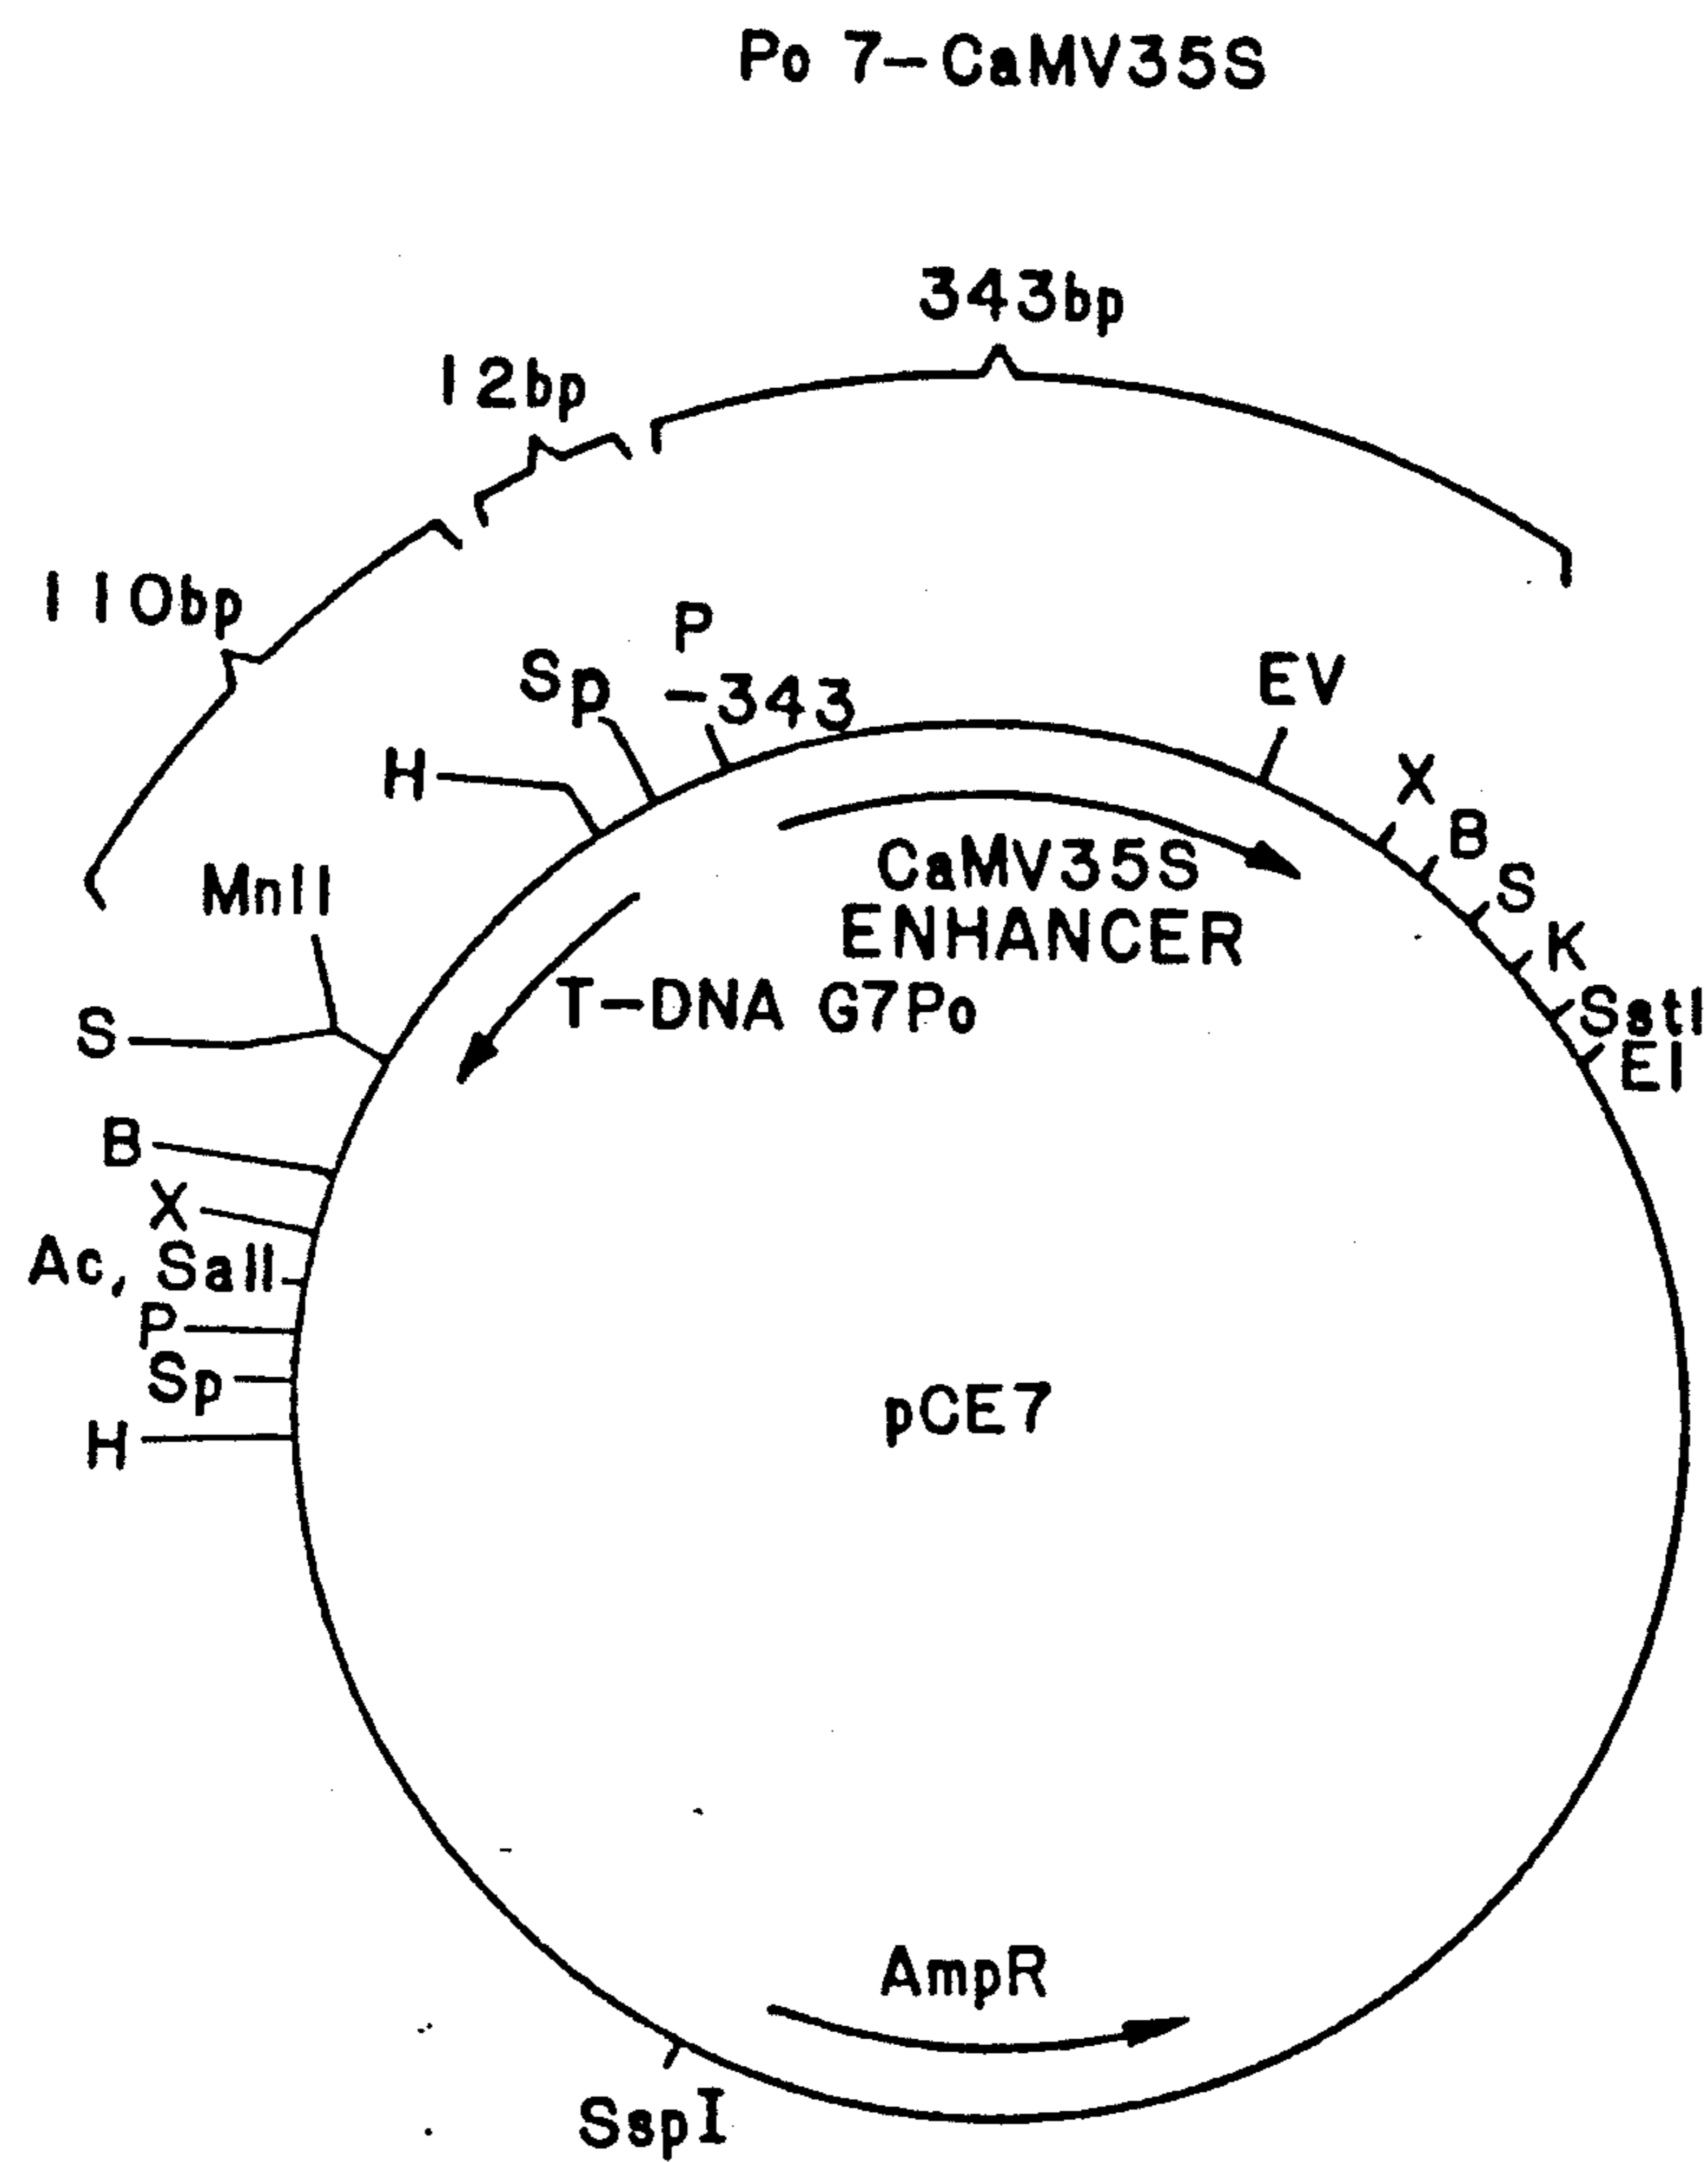 Po 7-CaMV35S
343bp
12bp
110bp
P
Sp
-343
EV
H
X
B
CaMV35S
ENHANCER
MnlI
S
K
T-DNA G7Po
SstI
S
EI
B
X
Ac, SalI
P
Sp
pCE7
H
AmpR
SspI